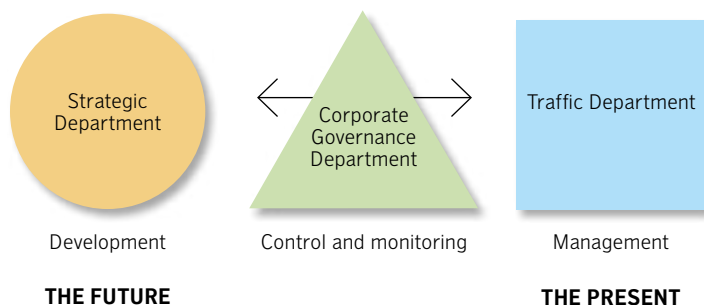 Strategic
Department
Corporate
Governance
Department
Traffic Department
Development
Control and monitoring
Management
THE FUTURE
THE PRESENT